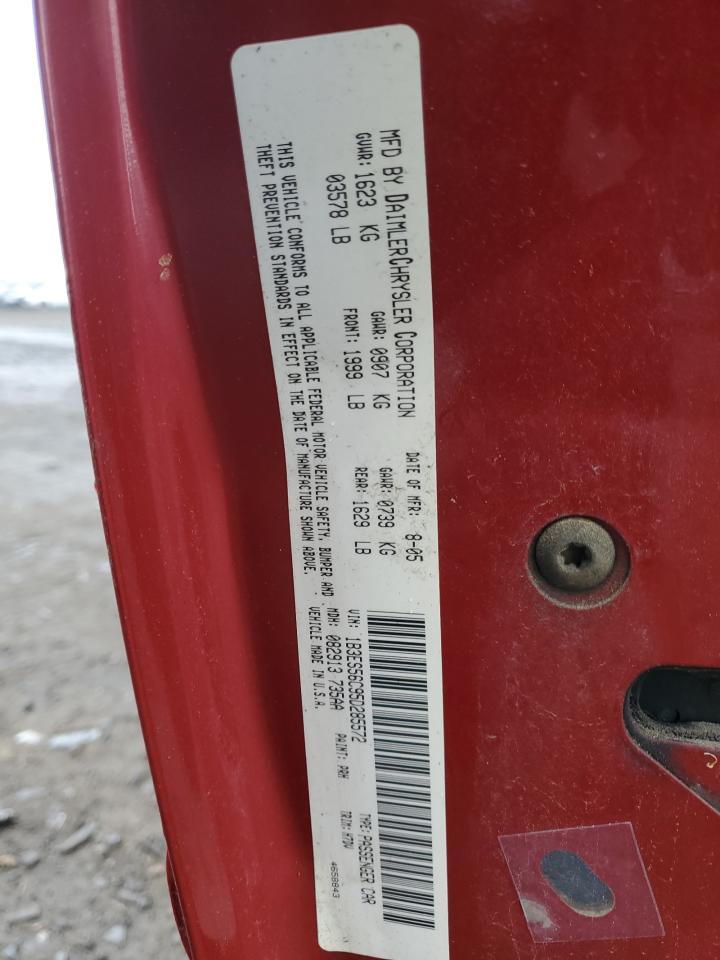 MFD BY DAIMLERCHRYSLER CORPORATION
DATE OF MFR: 8-05
GVWR: 1623 KG
03578 LB
GAWR: 0907 KG
FRONT: 1999 LB
GAWR: 0739 KG
REAR: 1629 LB
THIS VEHICLE CONFORMS TO ALL APPLICABLE FEDERAL MOTOR VEHICLE SAFETY, BUMPER AND
THEFT PREVENTION STANDARDS IN EFFECT ON THE DATE OF MANUFACTURE SHOWN ABOVE.
VIN: 1B3ES56C95D285572
TYPE: PASSENGER CAR
MDH: 082913 735AA
PAINT: PRH
TRIM: H7DV
VEHICLE MADE IN U.S.A.
4658843